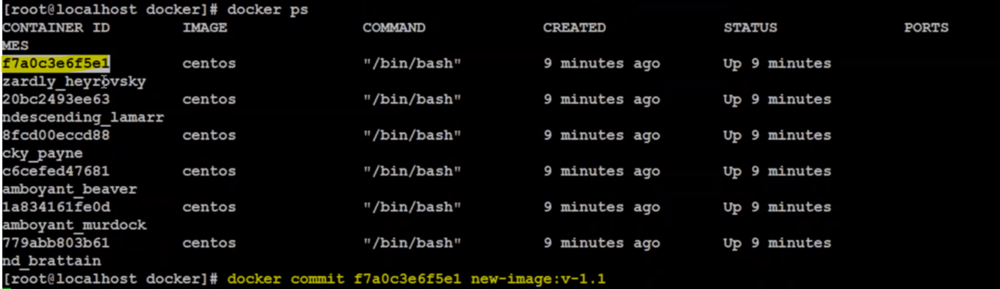 [root@localhost docker]# docker ps
CONTAINER ID IMAGE COMMAND CREATED STATUS PORTS
MES
f7a0c3e6f5e1 centos "/bin/bash" 9 minutes ago Up 9 minutes
zardly_heyrovsky
20bc2493ee63 centos "/bin/bash" 9 minutes ago Up 9 minutes
ndescending_lamarr
8fcd00eccd88 centos "/bin/bash" 9 minutes ago Up 9 minutes
cky_payne
c6cefed47681 centos "/bin/bash" 9 minutes ago Up 9 minutes
amboyant_beaver
1a834161fe0d centos "/bin/bash" 9 minutes ago Up 9 minutes
amboyant_murdock
779abb803b61 centos "/bin/bash" 9 minutes ago Up 9 minutes
nd_brattain
[root@localhost docker]# docker commit f7a0c3e6f5e1 new-image:v-1.1